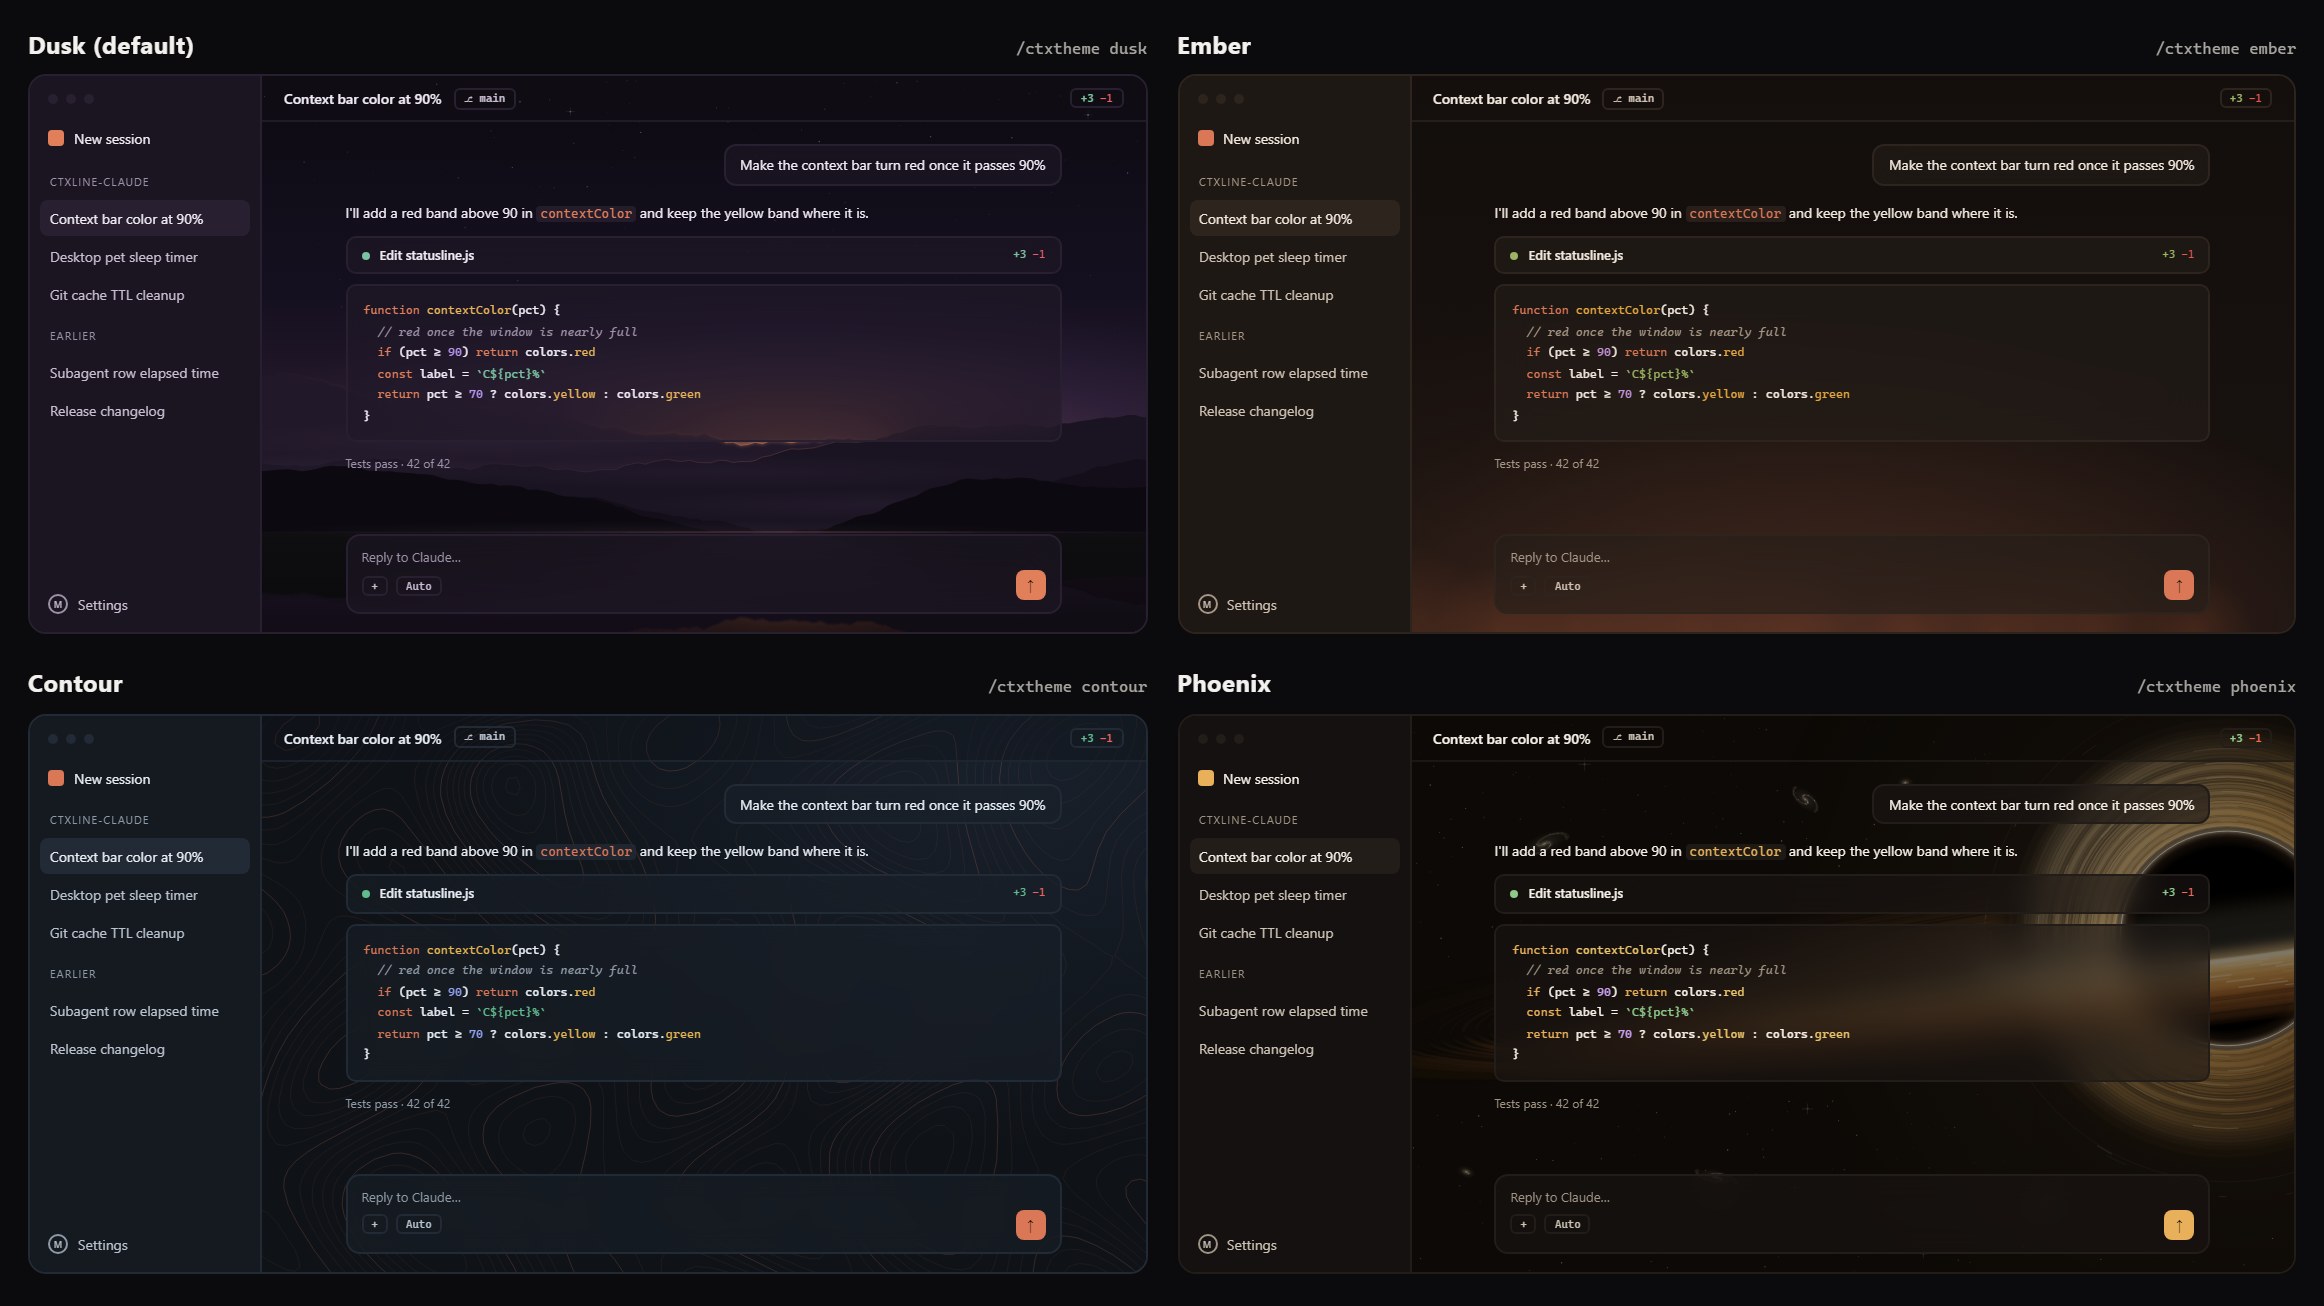 Dusk (default)
/ctxtheme dusk
New session
CTXLINE-CLAUDE
Context bar color at 90%
Desktop pet sleep timer
Git cache TTL cleanup
EARLIER
Subagent row elapsed time
Release changelog
M Settings
Context bar color at 90%
⎇ main
+3 −1
Make the context bar turn red once it passes 90%
I'll add a red band above 90 in contextColor and keep the yellow band where it is.
Edit statusline.js
+3 −1
function contextColor(pct) {
// red once the window is nearly full
if (pct ≥ 90) return colors.red
const label = `C${pct}%`
return pct ≥ 70 ? colors.yellow : colors.green
}
Tests pass · 42 of 42
Reply to Claude...
+ Auto
↑
Ember
/ctxtheme ember
New session
CTXLINE-CLAUDE
Context bar color at 90%
Desktop pet sleep timer
Git cache TTL cleanup
EARLIER
Subagent row elapsed time
Release changelog
M Settings
Context bar color at 90%
⎇ main
+3 −1
Make the context bar turn red once it passes 90%
I'll add a red band above 90 in contextColor and keep the yellow band where it is.
Edit statusline.js
+3 −1
function contextColor(pct) {
// red once the window is nearly full
if (pct ≥ 90) return colors.red
const label = `C${pct}%`
return pct ≥ 70 ? colors.yellow : colors.green
}
Tests pass · 42 of 42
Reply to Claude...
+ Auto
↑
Contour
/ctxtheme contour
New session
CTXLINE-CLAUDE
Context bar color at 90%
Desktop pet sleep timer
Git cache TTL cleanup
EARLIER
Subagent row elapsed time
Release changelog
M Settings
Context bar color at 90%
⎇ main
+3 −1
Make the context bar turn red once it passes 90%
I'll add a red band above 90 in contextColor and keep the yellow band where it is.
Edit statusline.js
+3 −1
function contextColor(pct) {
// red once the window is nearly full
if (pct ≥ 90) return colors.red
const label = `C${pct}%`
return pct ≥ 70 ? colors.yellow : colors.green
}
Tests pass · 42 of 42
Reply to Claude...
+ Auto
↑
Phoenix
/ctxtheme phoenix
New session
CTXLINE-CLAUDE
Context bar color at 90%
Desktop pet sleep timer
Git cache TTL cleanup
EARLIER
Subagent row elapsed time
Release changelog
M Settings
Context bar color at 90%
⎇ main
+3 −1
Make the context bar turn red once it passes 90%
I'll add a red band above 90 in contextColor and keep the yellow band where it is.
Edit statusline.js
+3 −1
function contextColor(pct) {
// red once the window is nearly full
if (pct ≥ 90) return colors.red
const label = `C${pct}%`
return pct ≥ 70 ? colors.yellow : colors.green
}
Tests pass · 42 of 42
Reply to Claude...
+ Auto
↑